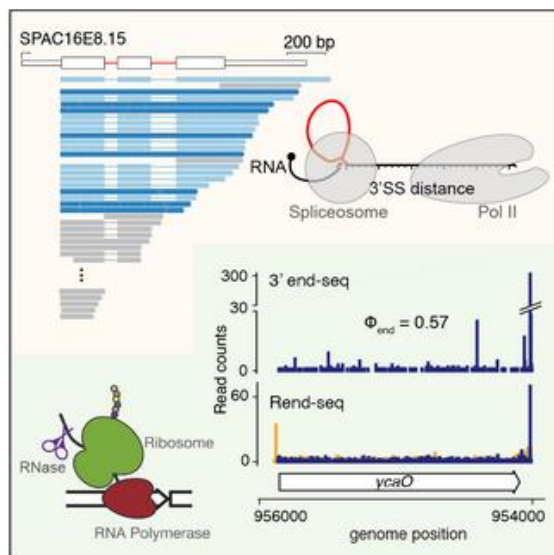 SPAC16E8.15
200 bp
RNA
3'SS distance
Spliceosome
Pol II
300
3' end-seq
30
Φend = 0.57
0
Read counts
60
Rend-seq
0
ycaO
956000
954000
genome position
Ribosome
RNase
RNA Polymerase